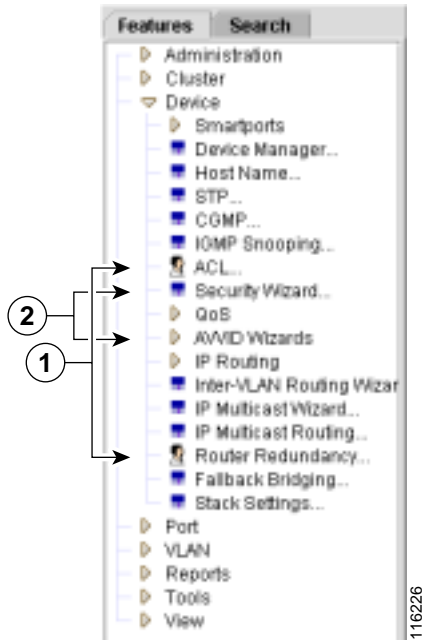 Features Search
Administration
Cluster
Device
Smartports
Device Manager...
Host Name...
STP...
CGMP...
IGMP Snooping...
ACL...
Security Wizard...
2
QoS
AVVID Wizards
1
IP Routing
Inter-VLAN Routing Wizar
IP Multicast Wizard...
IP Multicast Routing...
Router Redundancy...
Fallback Bridging...
Stack Settings...
Port
VLAN
Reports
Tools
View
116226